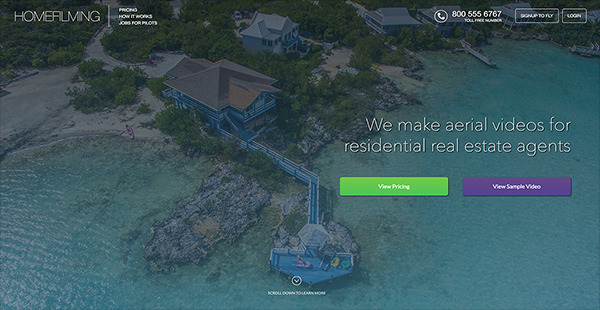 HOMEFILMING
PRICING
HOW IT WORKS
JOBS FOR PILOTS
800 555 6767
TOLL FREE NUMBER
SIGNUP TO FLY
LOGIN
We make aerial videos for
residential real estate agents
View Pricing
View Sample Video
SCROLL DOWN TO LEARN MORE